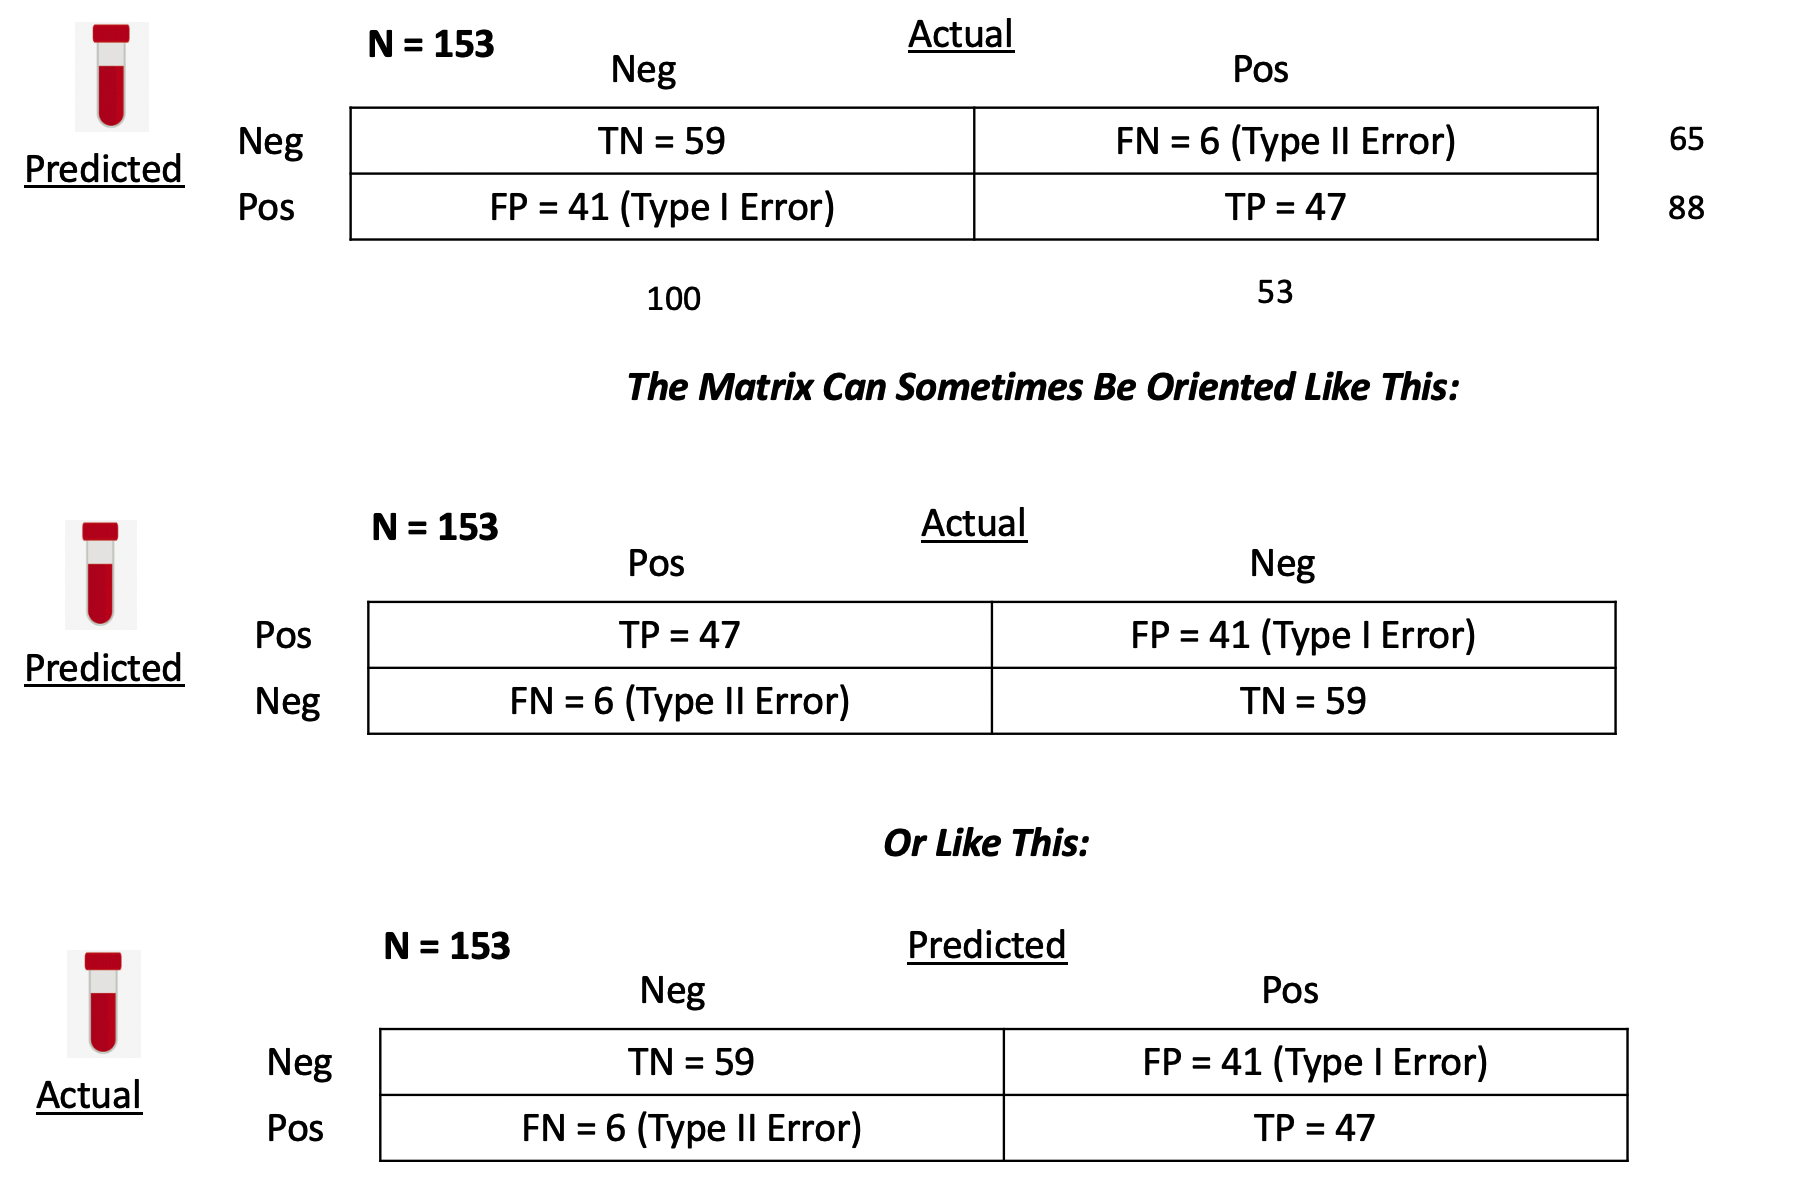 N = 153
Actual
Neg Pos
Neg TN = 59 FN = 6 (Type II Error) 65
Predicted
Pos FP = 41 (Type I Error) TP = 47 88
100 53
The Matrix Can Sometimes Be Oriented Like This:
N = 153
Actual
Pos Neg
Pos TP = 47 FP = 41 (Type I Error)
Predicted
Neg FN = 6 (Type II Error) TN = 59
Or Like This:
N = 153
Predicted
Neg Pos
Neg TN = 59 FP = 41 (Type I Error)
Actual
Pos FN = 6 (Type II Error) TP = 47